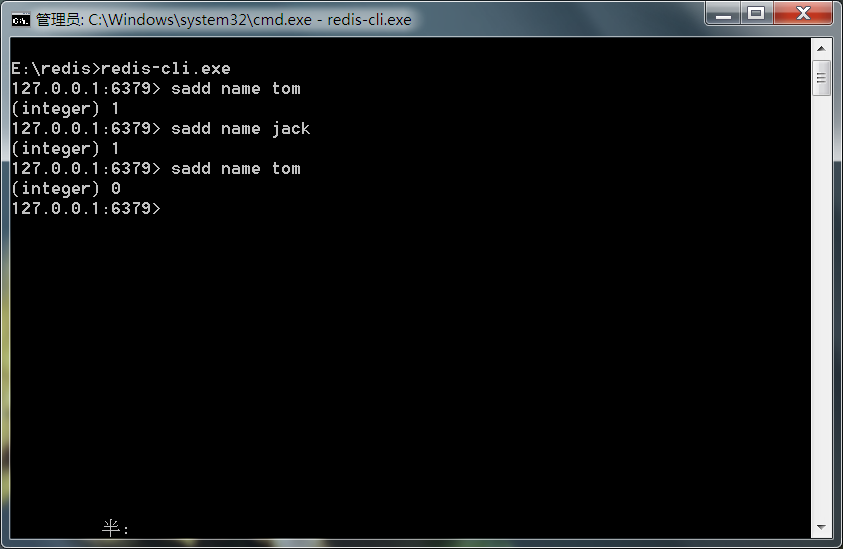 管理员: C:\Windows\system32\cmd.exe - redis-cli.exe
E:\redis>redis-cli.exe
127.0.0.1:6379> sadd name tom
(integer) 1
127.0.0.1:6379> sadd name jack
(integer) 1
127.0.0.1:6379> sadd name tom
(integer) 0
127.0.0.1:6379>
半: